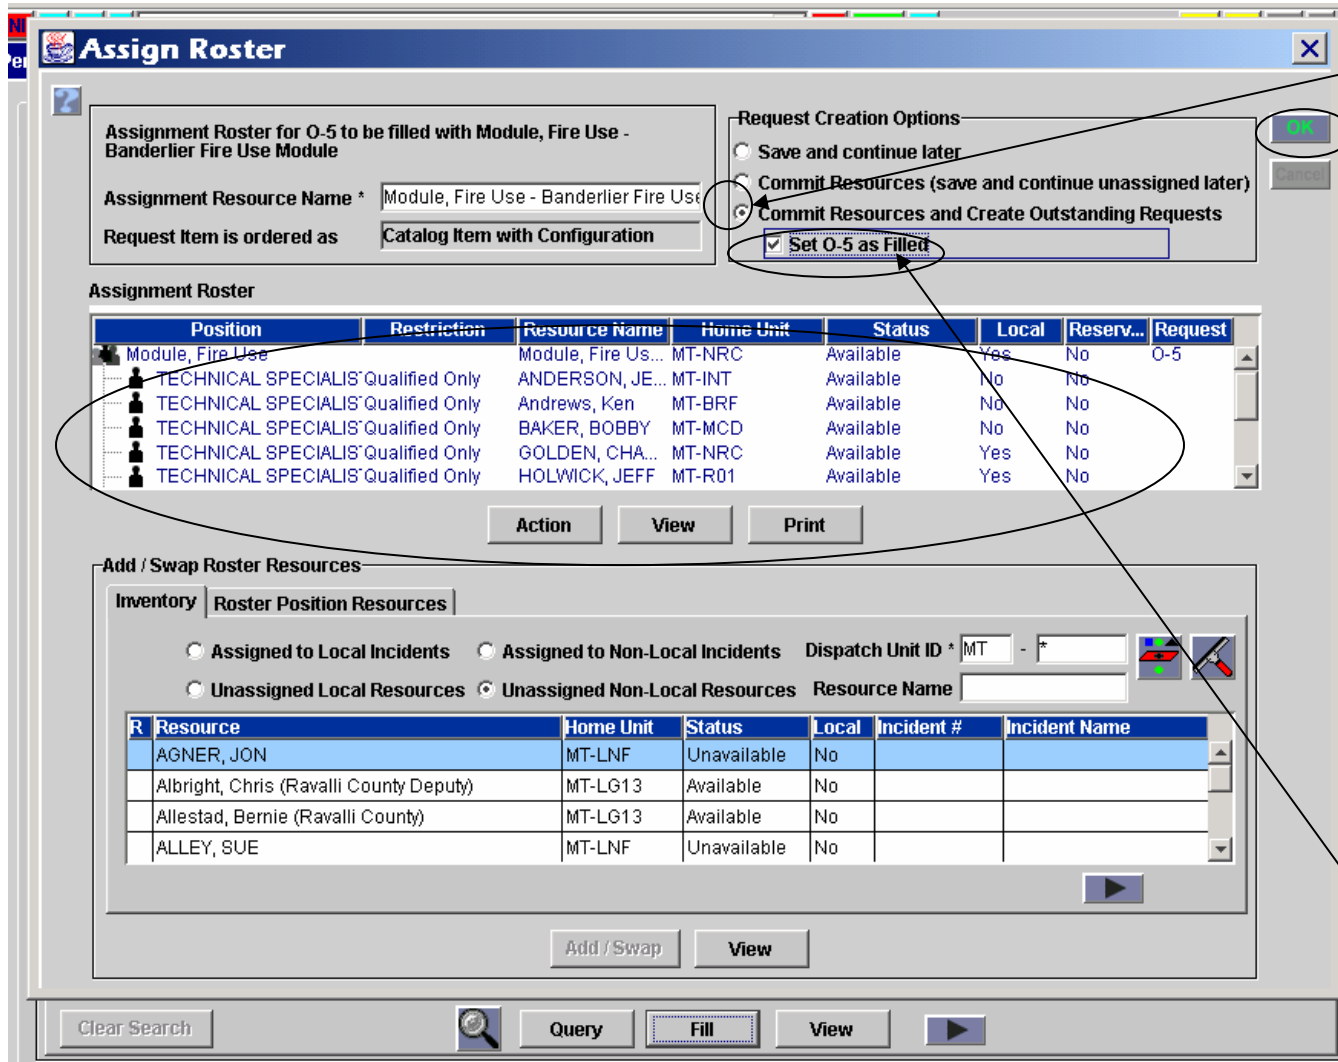 NI
Per
Assign Roster
?
Assignment Roster for O-5 to be filled with Module, Fire Use -
Banderlier Fire Use Module
Assignment Resource Name * Module, Fire Use - Banderlier Fire Use
Request Item is ordered as Catalog Item with Configuration
Request Creation Options
Save and continue later
Commit Resources (save and continue unassigned later)
Commit Resources and Create Outstanding Requests
Set O-5 as Filled
OK
Cancel
Assignment Roster
Position Restriction Resource Name Home Unit Status Local Reserv... Request
Module, Fire Use Module, Fire Us... MT-NRC Available Yes No O-5
TECHNICAL SPECIALIST Qualified Only ANDERSON, JE... MT-INT Available No No
TECHNICAL SPECIALIST Qualified Only Andrews, Ken MT-BRF Available No No
TECHNICAL SPECIALIST Qualified Only BAKER, BOBBY MT-MCD Available No No
TECHNICAL SPECIALIST Qualified Only GOLDEN, CHA... MT-NRC Available Yes No
TECHNICAL SPECIALIST Qualified Only HOLWICK, JEFF MT-R01 Available Yes No
Action View Print
Add / Swap Roster Resources
Inventory Roster Position Resources
Assigned to Local Incidents Assigned to Non-Local Incidents Dispatch Unit ID * MT - *
Unassigned Local Resources Unassigned Non-Local Resources Resource Name
R Resource Home Unit Status Local Incident # Incident Name
AGNER, JON MT-LNF Unavailable No
Albright, Chris (Ravalli County Deputy) MT-LG13 Available No
Allestad, Bernie (Ravalli County) MT-LG13 Available No
ALLEY, SUE MT-LNF Unavailable No
Add / Swap View
Clear Search Query Fill View